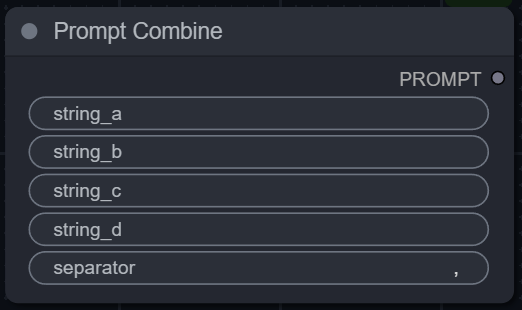 Prompt Combine
PROMPT
string_a
string_b
string_c
string_d
separator ,